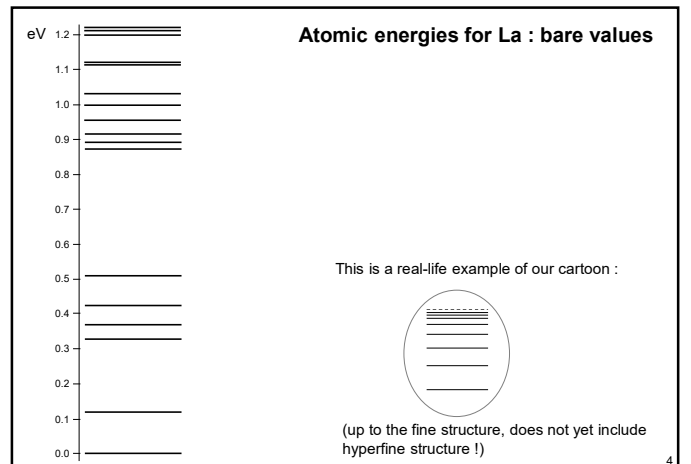 Atomic energies for La : bare values
eV
1.2
1.1
1.0
0.9
0.8
0.7
0.6
0.5
0.4
0.3
0.2
0.1
0.0
This is a real-life example of our cartoon :
(up to the fine structure, does not yet include
hyperfine structure !)
4